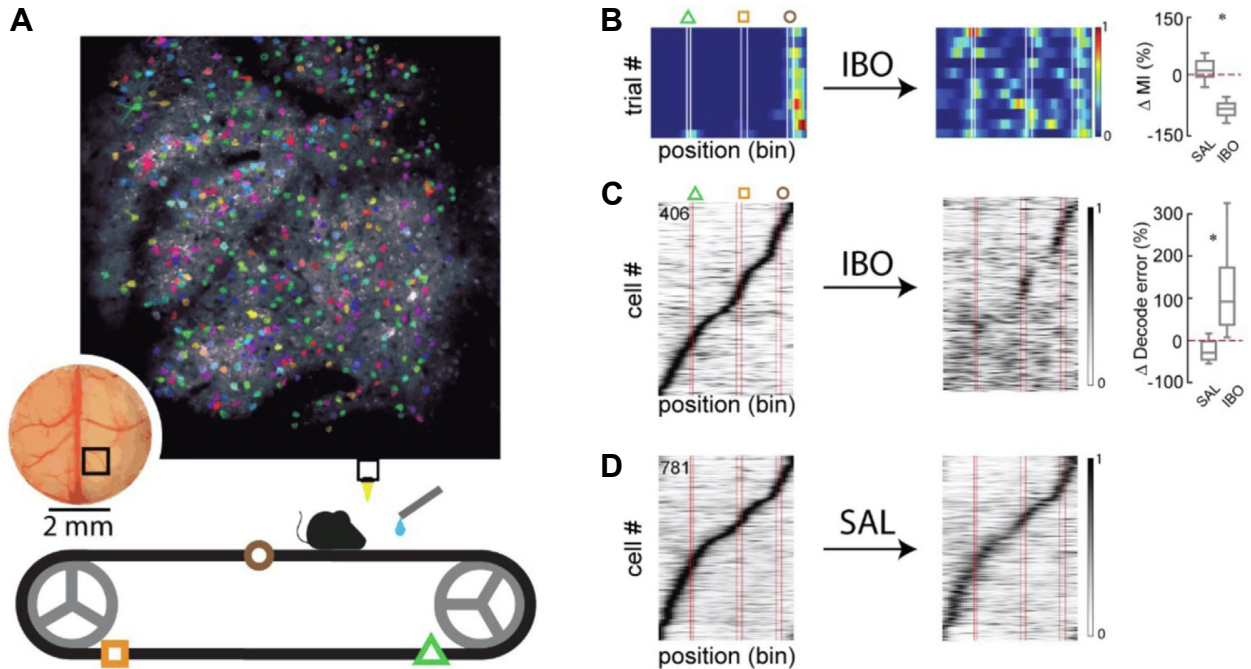 A
2 mm
B
trial #
position (bin)
IBO
1
0
Δ MI (%)
150
0
-150
*
SAL
IBO
C
406
cell #
position (bin)
IBO
1
0
Δ Decode error (%)
300
200
100
0
-100
*
SAL
IBO
D
781
cell #
position (bin)
SAL
1
0